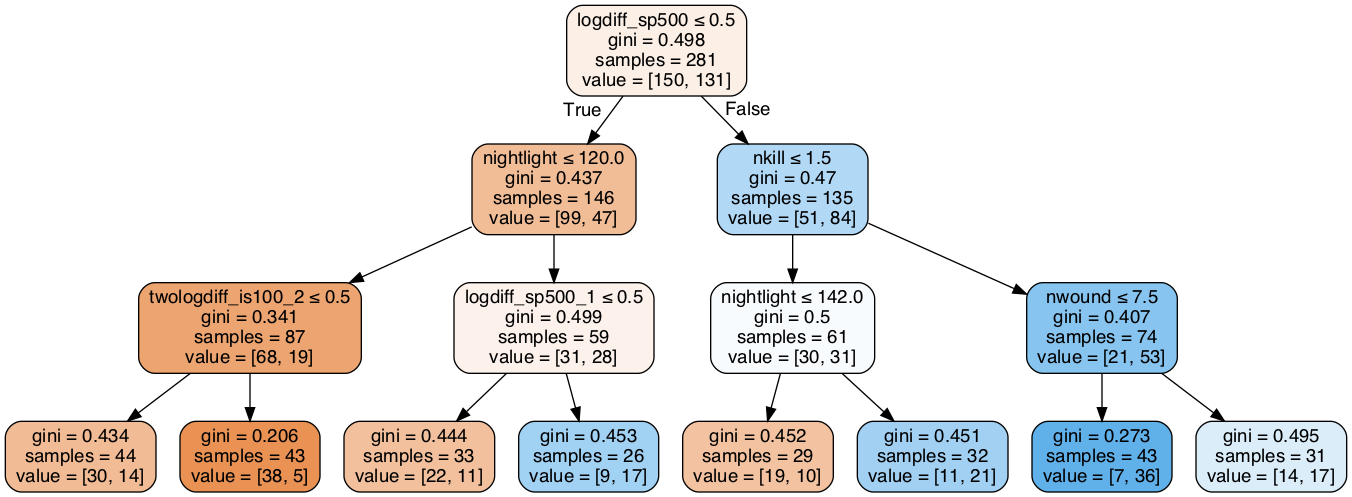 logdiff_sp500 ≤ 0.5
gini = 0.498
samples = 281
value = [150, 131]
True
False
nightlight ≤ 120.0
gini = 0.437
samples = 146
value = [99, 47]
nkill ≤ 1.5
gini = 0.47
samples = 135
value = [51, 84]
twologdiff_is100_2 ≤ 0.5
gini = 0.341
samples = 87
value = [68, 19]
logdiff_sp500_1 ≤ 0.5
gini = 0.499
samples = 59
value = [31, 28]
nightlight ≤ 142.0
gini = 0.5
samples = 61
value = [30, 31]
nwound ≤ 7.5
gini = 0.407
samples = 74
value = [21, 53]
gini = 0.434
samples = 44
value = [30, 14]
gini = 0.206
samples = 43
value = [38, 5]
gini = 0.444
samples = 33
value = [22, 11]
gini = 0.453
samples = 26
value = [9, 17]
gini = 0.452
samples = 29
value = [19, 10]
gini = 0.451
samples = 32
value = [11, 21]
gini = 0.273
samples = 43
value = [7, 36]
gini = 0.495
samples = 31
value = [14, 17]